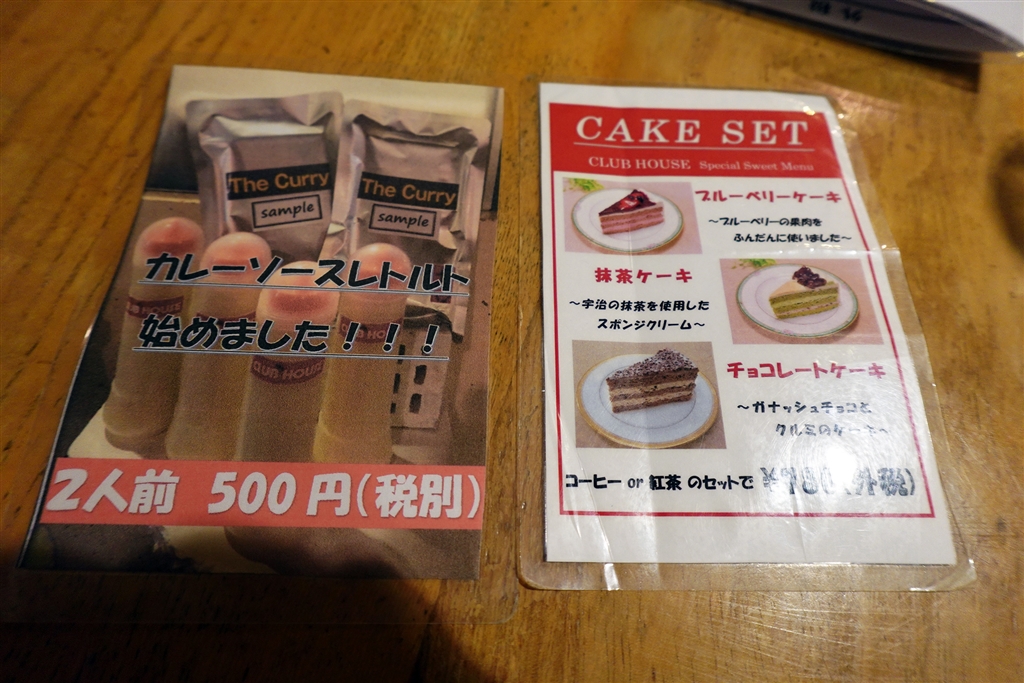 The Curry
sample
The Curry
sample
カレーソースレトルト
始めました！！！
CLUB HOUSE
2人前 500円(税別)
CAKE SET
CLUB HOUSE Special Sweet Menu
ブルーベリーケーキ
～ブルーベリーの果肉を
ふんだんに使いました～
抹茶ケーキ
～宇治の抹茶を使用した
スポンジクリーム～
チョコレートケーキ
～ガナッシュチョコと
クルミのケーキ～
コーヒー or 紅茶 のセットで ¥780(外税)